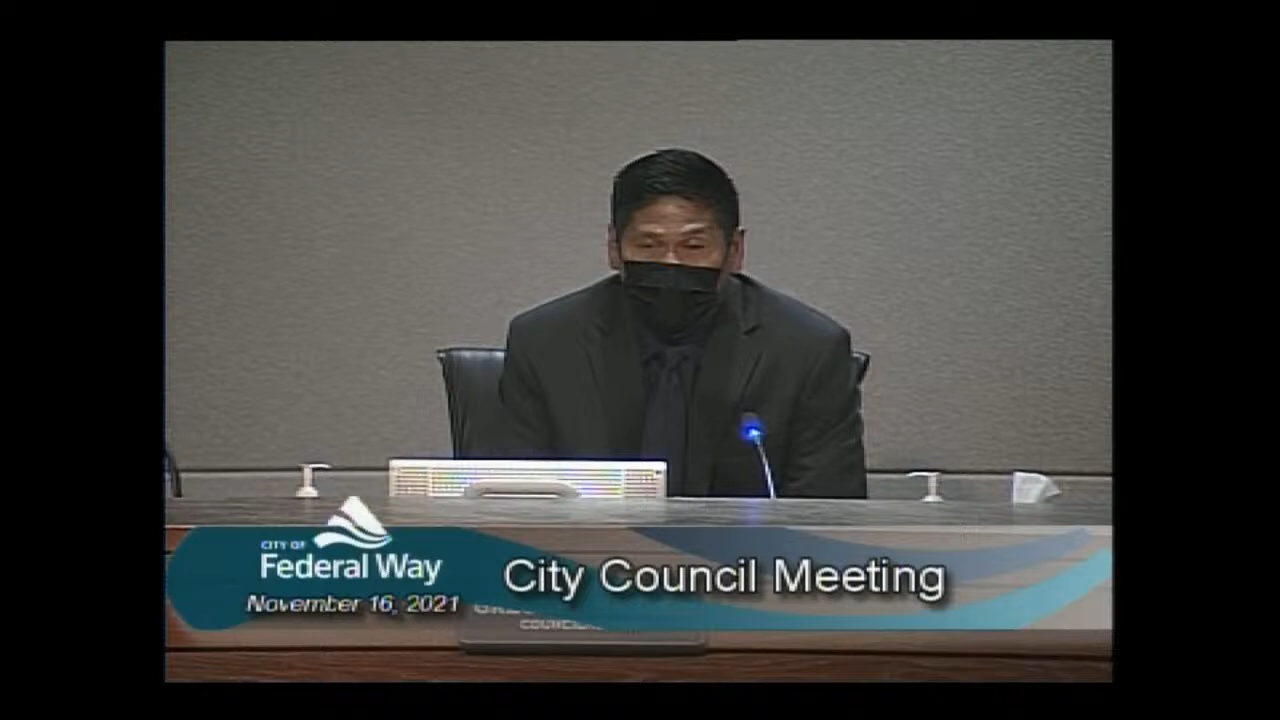 CITY OF
Federal Way
November 16, 2021
City Council Meeting